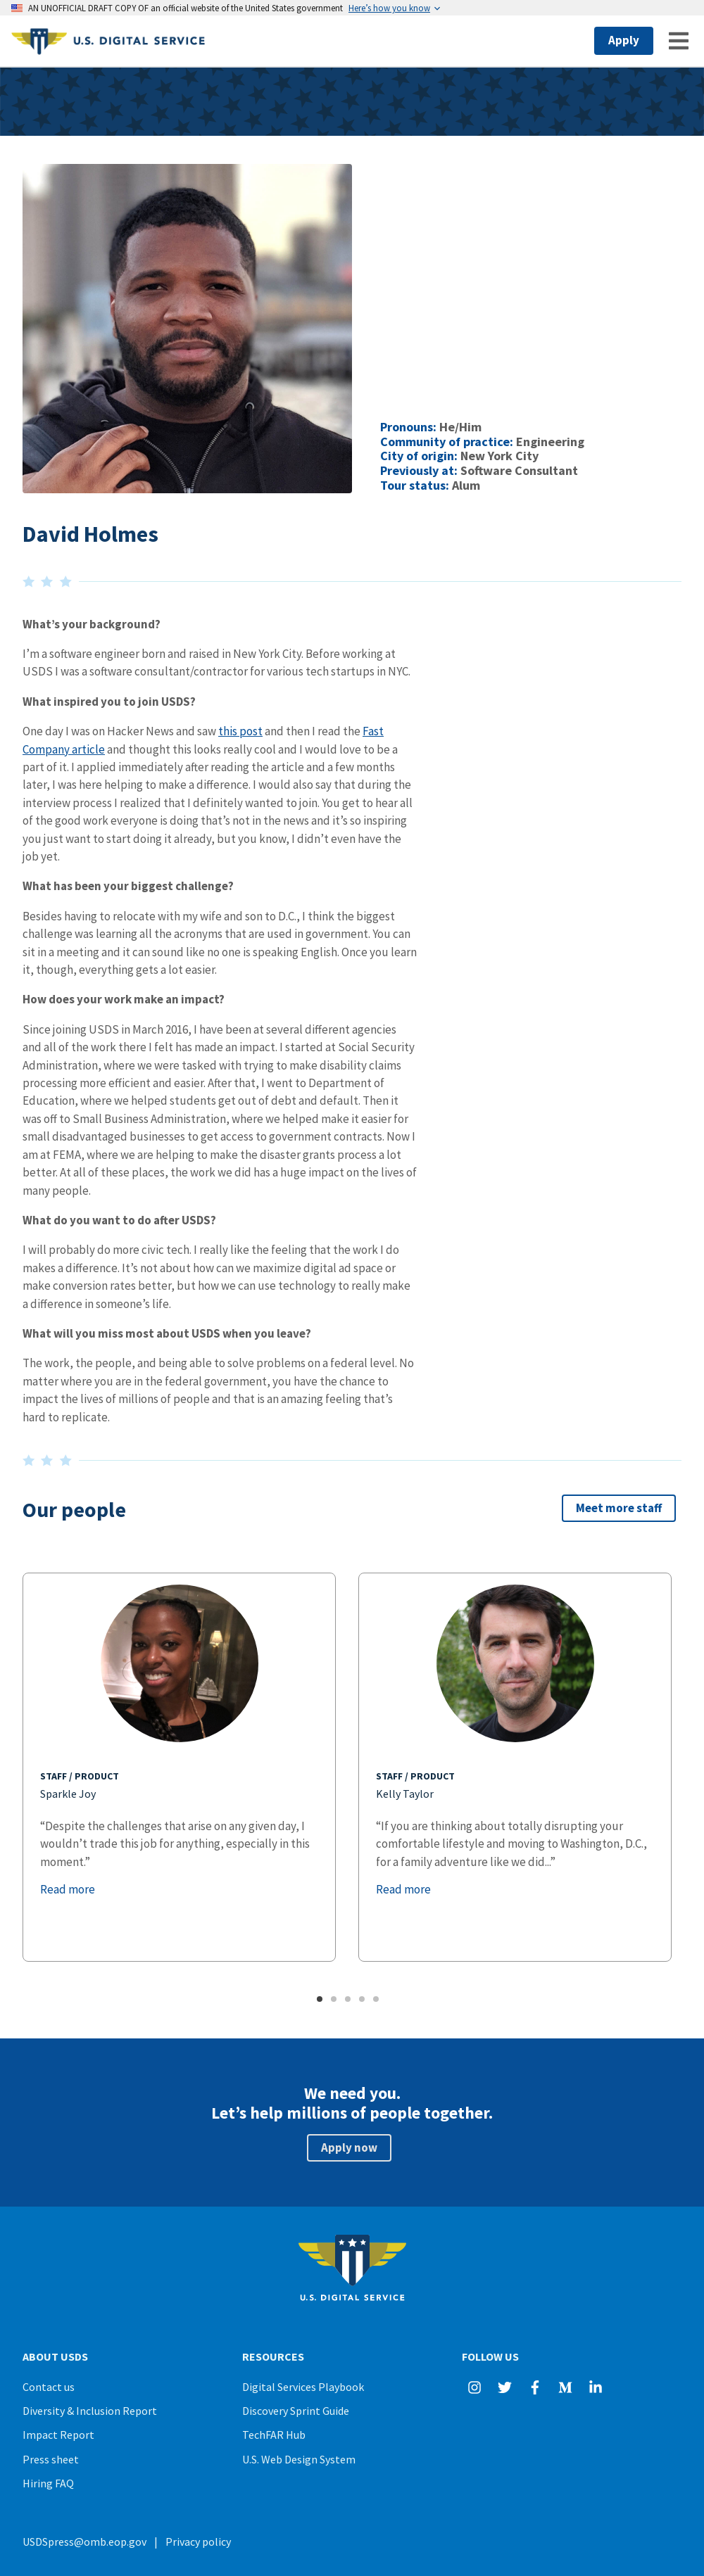 AN UNOFFICIAL DRAFT COPY OF an official website of the United States government Here's how you know
U.S. DIGITAL SERVICE
Apply
Pronouns: He/Him
Community of practice: Engineering
City of origin: New York City
Previously at: Software Consultant
Tour status: Alum
David Holmes
What's your background?
I'm a software engineer born and raised in New York City. Before working at
USDS I was a software consultant/contractor for various tech startups in NYC.
What inspired you to join USDS?
One day I was on Hacker News and saw this post and then I read the Fast
Company article and thought this looks really cool and I would love to be a
part of it. I applied immediately after reading the article and a few months
later, I was here helping to make a difference. I would also say that during the
interview process I realized that I definitely wanted to join. You get to hear all
of the good work everyone is doing that's not in the news and it's so inspiring
you just want to start doing it already, but you know, I didn't even have the
job yet.
What has been your biggest challenge?
Besides having to relocate with my wife and son to D.C., I think the biggest
challenge was learning all the acronyms that are used in government. You can
sit in a meeting and it can sound like no one is speaking English. Once you learn
it, though, everything gets a lot easier.
How does your work make an impact?
Since joining USDS in March 2016, I have been at several different agencies
and all of the work there I felt has made an impact. I started at Social Security
Administration, where we were tasked with trying to make disability claims
processing more efficient and easier. After that, I went to Department of
Education, where we helped students get out of debt and default. Then it
was off to Small Business Administration, where we helped make it easier for
small disadvantaged businesses to get access to government contracts. Now I
am at FEMA, where we are helping to make the disaster grants process a lot
better. At all of these places, the work we did has a huge impact on the lives of
many people.
What do you want to do after USDS?
I will probably do more civic tech. I really like the feeling that the work I do
makes a difference. It's not about how can we maximize digital ad space or
make conversion rates better, but how we can use technology to really make
a difference in someone's life.
What will you miss most about USDS when you leave?
The work, the people, and being able to solve problems on a federal level. No
matter where you are in the federal government, you have the chance to
impact the lives of millions of people and that is an amazing feeling that's
hard to replicate.
Our people
Meet more staff
STAFF / PRODUCT
Sparkle Joy
“Despite the challenges that arise on any given day, I
wouldn't trade this job for anything, especially in this
moment.”
Read more
STAFF / PRODUCT
Kelly Taylor
“If you are thinking about totally disrupting your
comfortable lifestyle and moving to Washington, D.C.,
for a family adventure like we did...”
Read more
We need you.
Let's help millions of people together.
Apply now
U.S. DIGITAL SERVICE
ABOUT USDS
Contact us
Diversity & Inclusion Report
Impact Report
Press sheet
Hiring FAQ
RESOURCES
Digital Services Playbook
Discovery Sprint Guide
TechFAR Hub
U.S. Web Design System
FOLLOW US
USDSpress@omb.eop.gov | Privacy policy